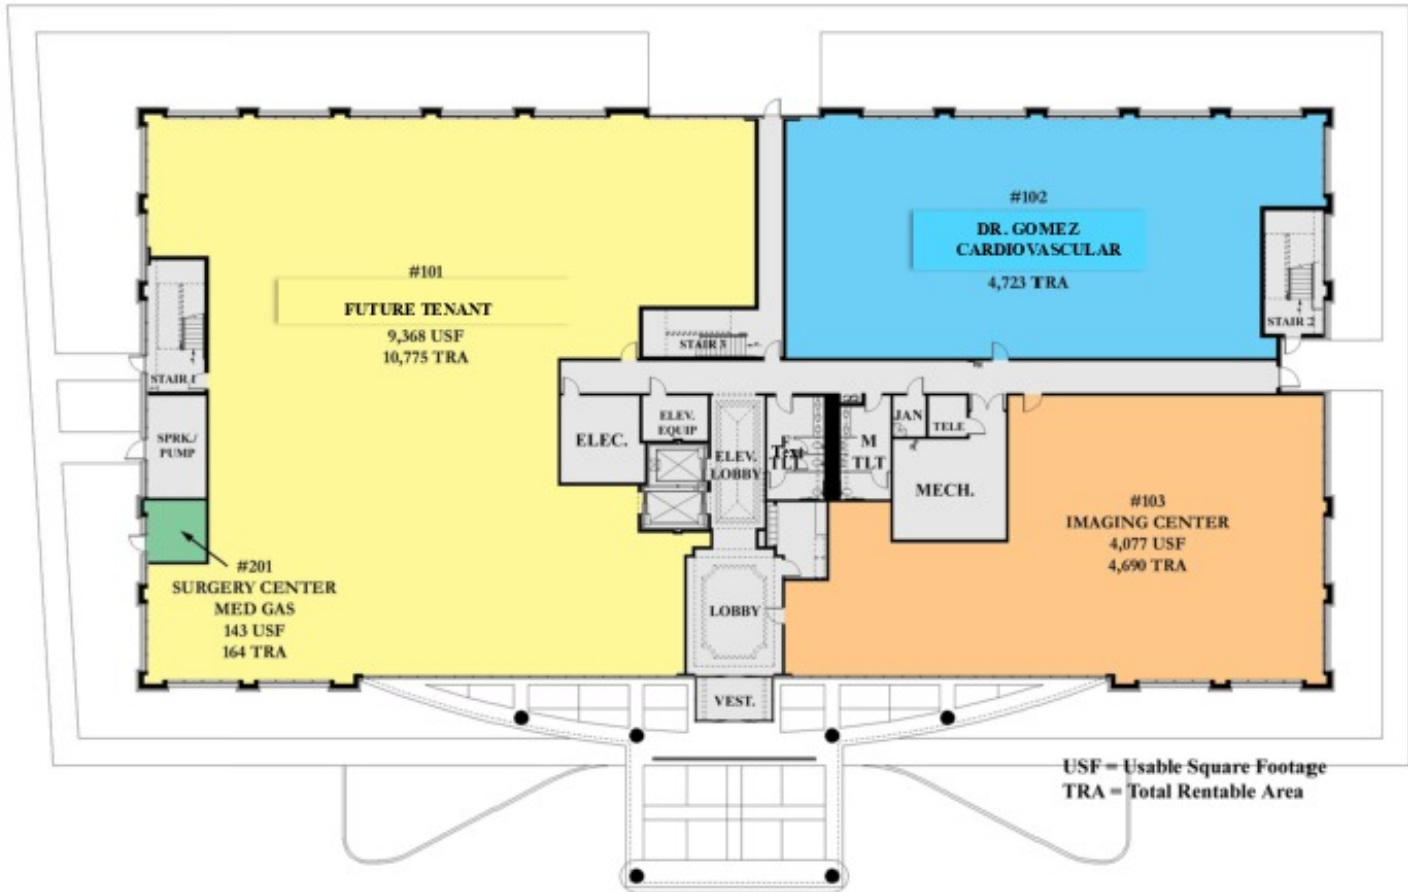 #102
DR. GOMEZ
CARDIOVASCULAR
4,723 TRA
#101
FUTURE TENANT
9,368 USF
10,775 TRA
STAIR 2
STAIR 3
STAIR 1
SPRK./
PUMP
ELEC.
ELEV.
EQUIP
ELEV.
LOBBY
F
Text
TLT
M
TLT
JAN
TELE
MECH.
#103
IMAGING CENTER
4,077 USF
4,690 TRA
#201
SURGERY CENTER
MED GAS
143 USF
164 TRA
LOBBY
VEST.
USF = Usable Square Footage
TRA = Total Rentable Area